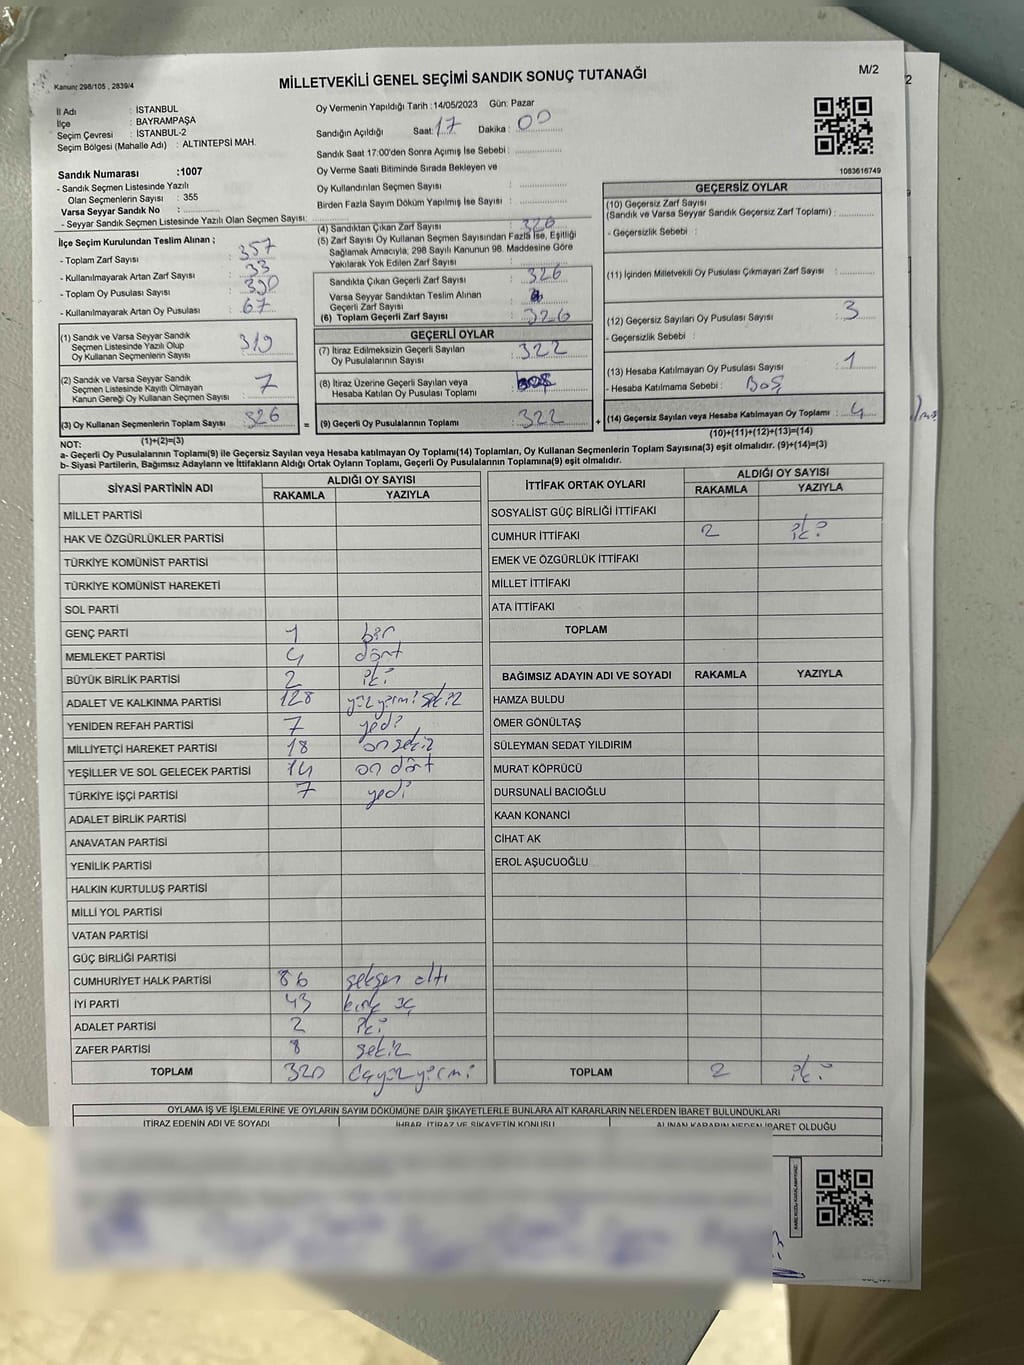 Kanun; 298/105 , 2839/4
MİLLETVEKİLİ GENEL SEÇİMİ SANDIK SONUÇ TUTANAĞI
M/2
2
İl Adı : İSTANBUL
İlçe : BAYRAMPAŞA
Seçim Çevresi : İSTANBUL-2
Seçim Bölgesi (Mahalle Adı) : ALTINTEPSİ MAH.
Sandık Numarası :1007
- Sandık Seçmen Listesinde Yazılı
Olan Seçmenlerin Sayısı : 355
Varsa Seyyar Sandık No :
- Seyyar Sandık Seçmen Listesinde Yazılı Olan Seçmen Sayısı:
Oy Vermenin Yapıldığı Tarih :14/05/2023 Gün: Pazar
Sandığın Açıldığı Saat: 17 Dakika : 00
Sandık Saat 17:00'den Sonra Açımış İse Sebebi :
Oy Verme Saati Bitiminde Sırada Bekleyen ve
Oy Kullandırılan Seçmen Sayısı :
Birden Fazla Sayım Döküm Yapılmış İse Sayısı :
1083616749
İlçe Seçim Kurulundan Teslim Alınan ;
- Toplam Zarf Sayısı : 357
- Kullanılmayarak Artan Zarf Sayısı : 33
- Toplam Oy Pusulası Sayısı : 390
- Kullanılmayarak Artan Oy Pusulası : 67
(1) Sandık ve Varsa Seyyar Sandık
Seçmen Listesinde Yazılı Olup
Oy Kullanan Seçmenlerin Sayısı : 319
(2) Sandık ve Varsa Seyyar Sandık
Seçmen Listesinde Kayıtlı Olmayan
Kanun Gereği Oy Kullanan Seçmen Sayısı : 7
(3) Oy Kullanan Seçmenlerin Toplam Sayısı : 326
(4) Sandıktan Çıkan Zarf Sayısı : 326
(5) Zarf Sayısı Oy Kullanan Seçmen Sayısından Fazla İse, Eşitliği
Sağlamak Amacıyla, 298 Sayılı Kanunun 98. Maddesine Göre
Yakılarak Yok Edilen Zarf Sayısı :
Sandıkta Çıkan Geçerli Zarf Sayısı : 326
Varsa Seyyar Sandıktan Teslim Alınan
Geçerli Zarf Sayısı :
(6) Toplam Geçerli Zarf Sayısı : 326
GEÇERLİ OYLAR
(7) İtiraz Edilmeksizin Geçerli Sayılan
Oy Pusulalarının Sayısı : 322
(8) İtiraz Üzerine Geçerli Sayılan veya
Hesaba Katılan Oy Pusulası Toplamı : boş
= (9) Geçerli Oy Pusulalarının Toplamı : 322 +
GEÇERSİZ OYLAR
(10) Geçersiz Zarf Sayısı
(Sandık ve Varsa Seyyar Sandık Geçersiz Zarf Toplamı) :
- Geçersizlik Sebebi :
(11) İçinden Milletvekili Oy Pusulası Çıkmayan Zarf Sayısı :
(12) Geçersiz Sayılan Oy Pusulası Sayısı : 3
- Geçersizlik Sebebi :
(13) Hesaba Katılmayan Oy Pusulası Sayısı : 1
- Hesaba Katılmama Sebebi : Boş
(14) Geçersiz Sayılan veya Hesaba Katılmayan Oy Toplamı : 4
(10)+(11)+(12)+(13)=(14)
NOT: (1)+(2)=(3)
a- Geçerli Oy Pusulasının Toplamı(9) ile Geçersiz Sayılan veya Hesaba katılmayan Oy Toplamı(14) Toplamları, Oy Kullanan Seçmenlerin Toplam Sayısına(3) eşit olmalıdır. (9)+(14)=(3)
b- Siyasi Partilerin, Bağımsız Adayların ve İttifakların Aldığı Ortak Oyların Toplamı, Geçerli Oy Pusulalarının Toplamına(9) eşit olmalıdır.
SİYASİ PARTİNİN ADI ALDIĞI OY SAYISI
RAKAMLA YAZIYLA
MİLLET PARTİSİ
HAK VE ÖZGÜRLÜKLER PARTİSİ
TÜRKİYE KOMÜNİST PARTİSİ
TÜRKİYE KOMÜNİST HAREKETİ
SOL PARTİ
GENÇ PARTİ 1 bir
MEMLEKET PARTİSİ 4 dört
BÜYÜK BİRLİK PARTİSİ 2 iki
ADALET VE KALKINMA PARTİSİ 128 yüz yirmi sekiz
YENİDEN REFAH PARTİSİ 7 yedi
MİLLİYETÇİ HAREKET PARTİSİ 18 on sekiz
YEŞİLLER VE SOL GELECEK PARTİSİ 14 on dört
TÜRKİYE İŞÇİ PARTİSİ 7 yedi
ADALET BİRLİK PARTİSİ
ANAVATAN PARTİSİ
YENİLİK PARTİSİ
HALKIN KURTULUŞ PARTİSİ
MİLLİ YOL PARTİSİ
VATAN PARTİSİ
GÜÇ BİRLİĞİ PARTİSİ
CUMHURİYET HALK PARTİSİ 86 seksen altı
İYİ PARTİ 43 kırk üç
ADALET PARTİSİ 2 iki
ZAFER PARTİSİ 8 sekiz
TOPLAM 320 üçyüz yirmi
İTTİFAK ORTAK OYLARI ALDIĞI OY SAYISI
RAKAMLA YAZIYLA
SOSYALİST GÜÇ BİRLİĞİ İTTİFAKI
CUMHUR İTTİFAKI 2 iki
EMEK VE ÖZGÜRLÜK İTTİFAKI
MİLLET İTTİFAKI
ATA İTTİFAKI
TOPLAM
BAĞIMSIZ ADAYIN ADI VE SOYADI RAKAMLA YAZIYLA
HAMZA BULDU
ÖMER GÖNÜLTAŞ
SÜLEYMAN SEDAT YILDIRIM
MURAT KÖPRÜCÜ
DURSUNALİ BACIOĞLU
KAAN KONANCİ
CİHAT AK
EROL AŞUCUOĞLU
TOPLAM 2 iki
OYLAMA İŞ VE İŞLEMLERİNE VE OYLARIN SAYIM DÖKÜMÜNE DAİR ŞİKAYETLERLE BUNLARA AİT KARARLARIN NELERDEN İBARET BULUNDUKLARI
İTİRAZ EDENİN ADI VE SOYADI İHBAR, İTİRAZ VE ŞİKAYETİN KONUSU ALINAN KARARIN NEDEN İBARET OLDUĞU